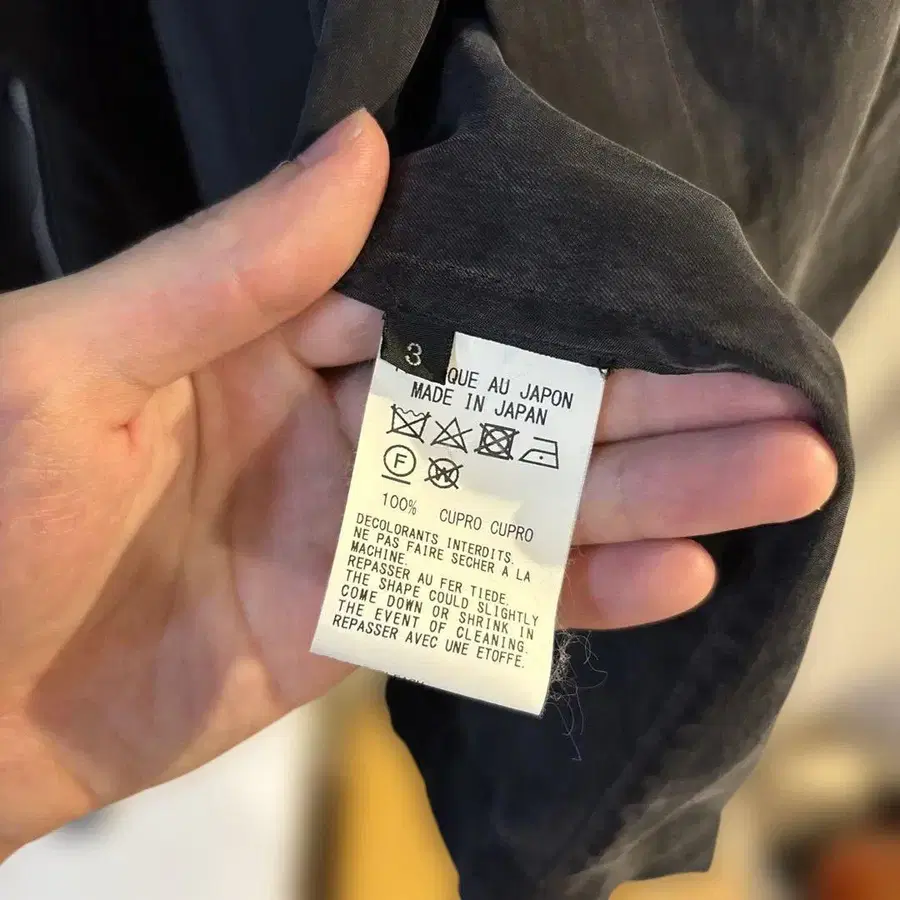 3
QUE AU JAPON
MADE IN JAPAN
F W
100% CUPRO CUPRO
DECOLORANTS INTERDITS.
NE PAS FAIRE SECHER A LA
MACHINE.
REPASSER AU FER TIEDE.
THE SHAPE COULD SLIGHTLY
COME DOWN OR SHRINK IN
THE EVENT OF CLEANING.
REPASSER AVEC UNE ETOFFE.